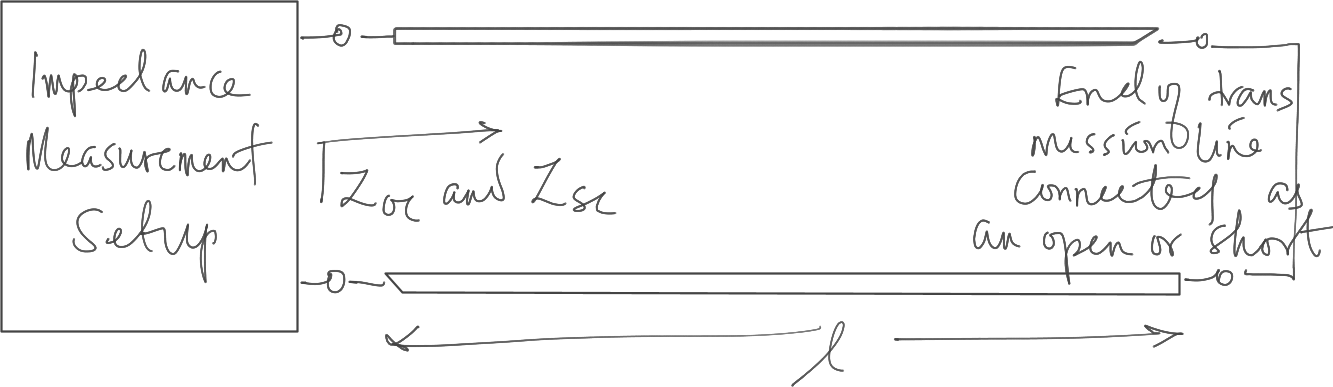 Impedance
Measurement
Setup
Zoc and Zsc
End of trans
mission line
Connected as
an open or short
l